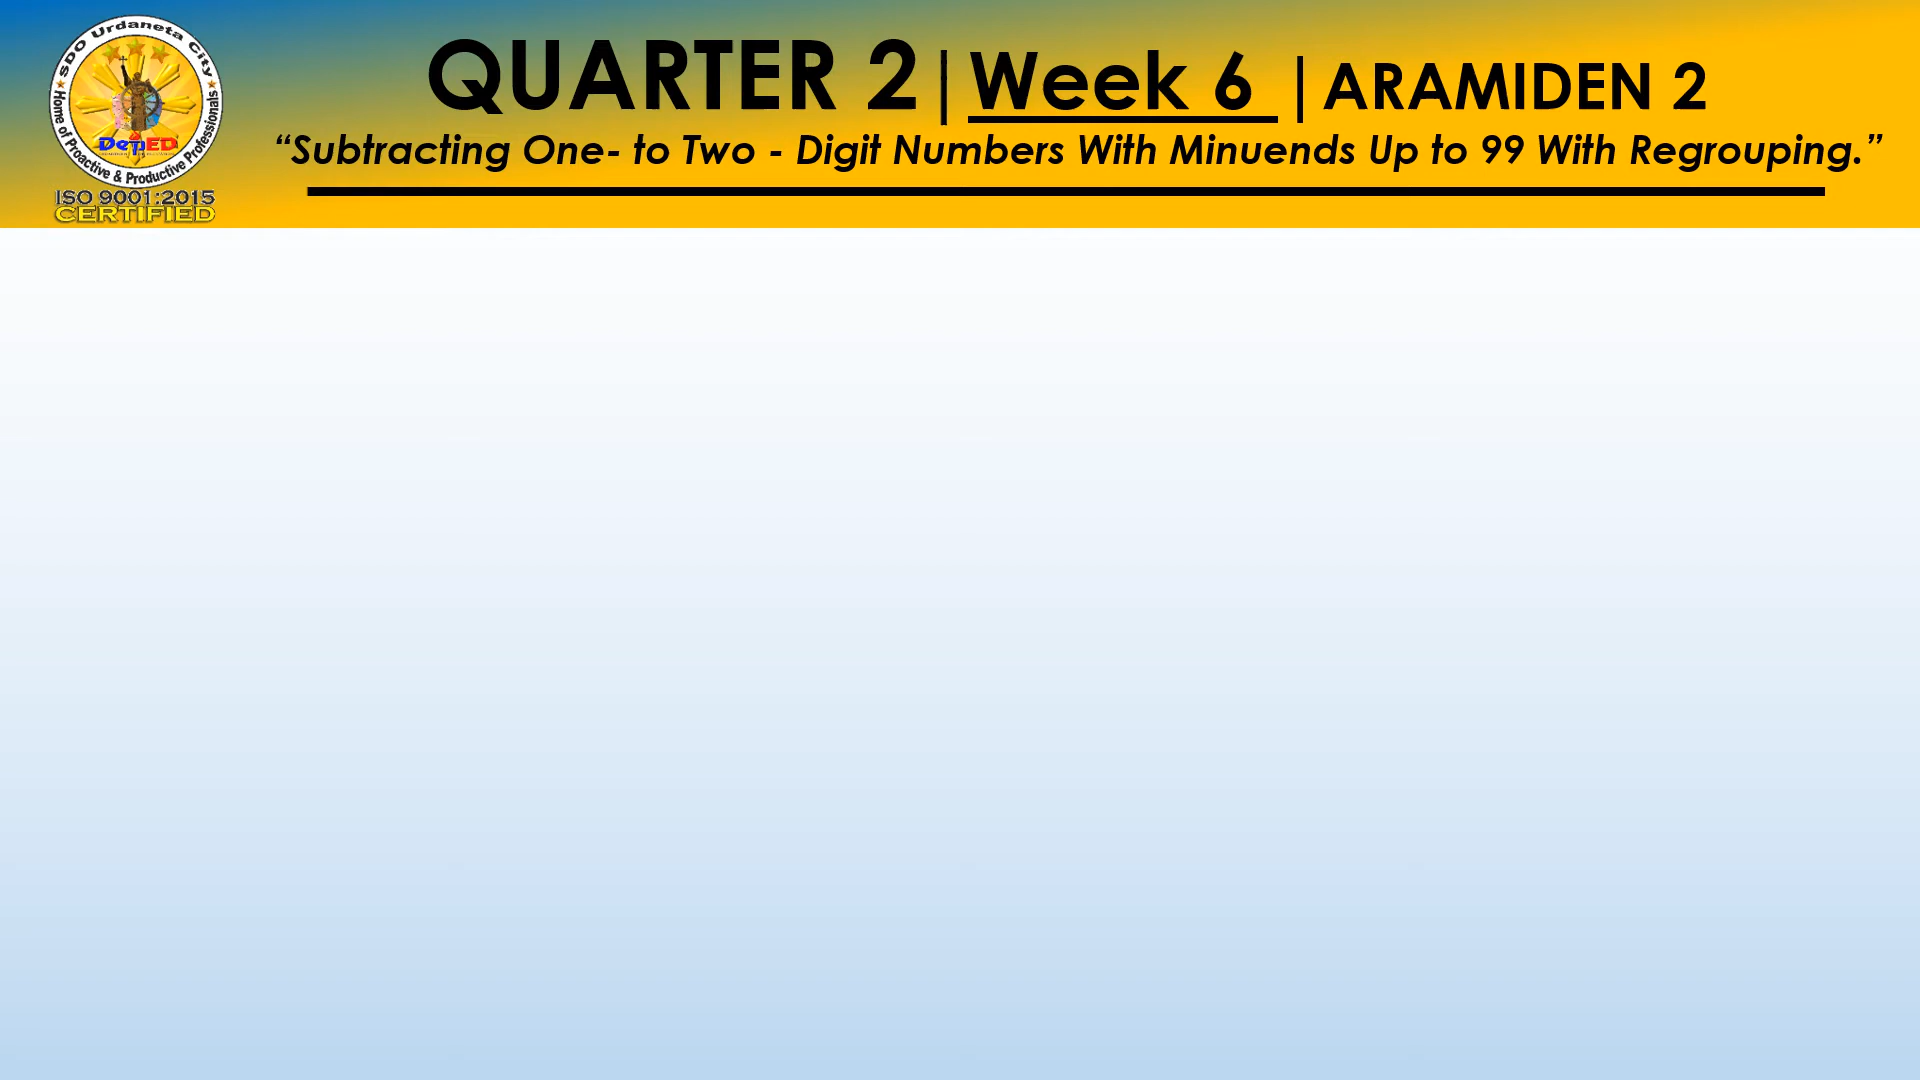 SDO Urdaneta City
Home of Proactive & Productive Professionals
DepED
ISO 9001:2015
CERTIFIED
QUARTER 2| Week 6 |ARAMIDEN 2
“Subtracting One- to Two - Digit Numbers With Minuends Up to 99 With Regrouping.”